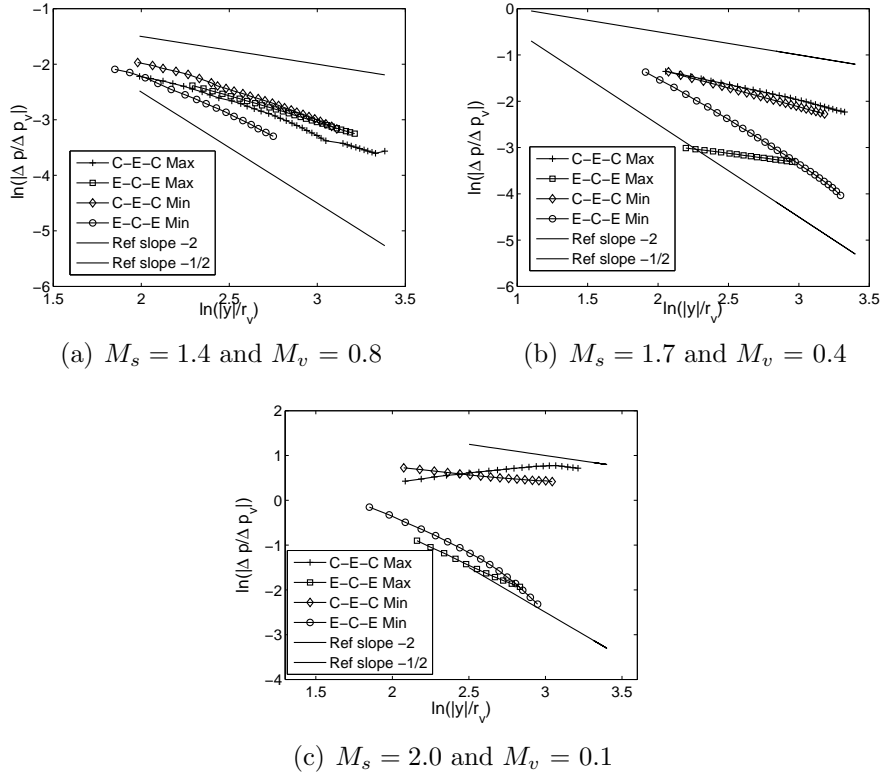 −1
−2
−3
−4
−5
−6
2
2.5
3
3.5
ln(|Δ p/Δ p_v|)
ln(|y|/r_v)
C−E−C Max
E−C−E Max
C−E−C Min
E−C−E Min
Ref slope −2
Ref slope −1/2
(a) M_s = 1.4 and M_v = 0.8
0
−1
−2
−3
−4
−5
−6
1
1.5
2
2.5
3
3.5
ln(|Δ p/Δ p_v|)
ln(|y|/r_v)
C−E−C Max
E−C−E Max
C−E−C Min
E−C−E Min
Ref slope −2
Ref slope −1/2
(b) M_s = 1.7 and M_v = 0.4
2
1
0
−1
−2
−3
−4
1.5
2
2.5
3
3.5
ln(|Δ p/Δ p_v|)
ln(|y|/r_v)
C−E−C Max
E−C−E Max
C−E−C Min
E−C−E Min
Ref slope −2
Ref slope −1/2
(c) M_s = 2.0 and M_v = 0.1